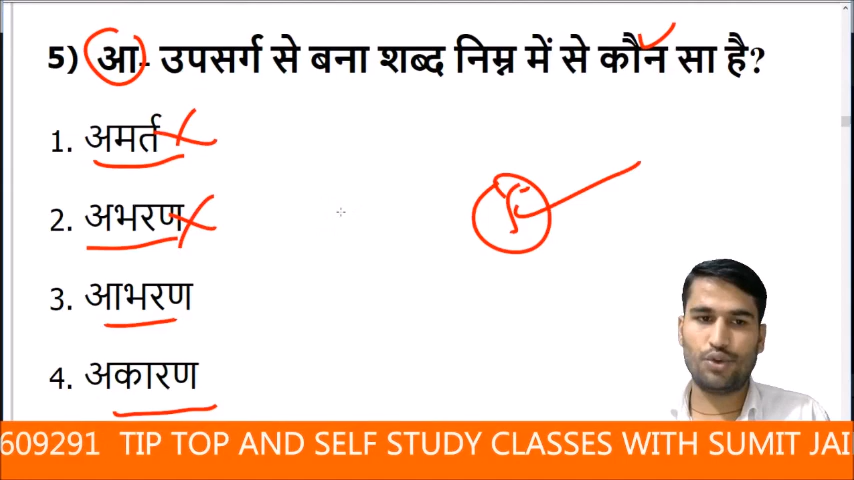 5) आ- उपसर्ग से बना शब्द निम्न में से कौन सा है?
1. अमर्त
2. अभरण
3. आभरण
4. अकारण
609291 TIP TOP AND SELF STUDY CLASSES WITH SUMIT JAI